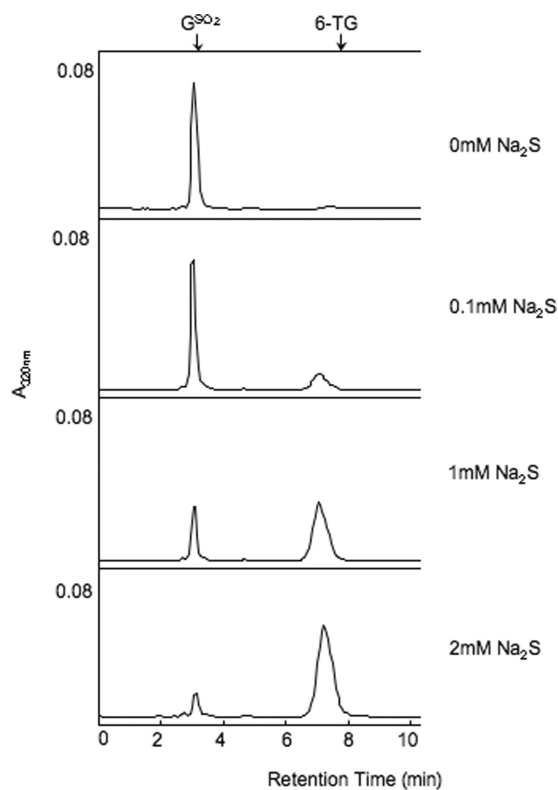 G^SO₂ 6-TG
0.08
0mM Na₂S
0.08
0.1mM Na₂S
A320nm
0.08
1mM Na₂S
0.08
2mM Na₂S
0 2 4 6 8 10
Retention Time (min)